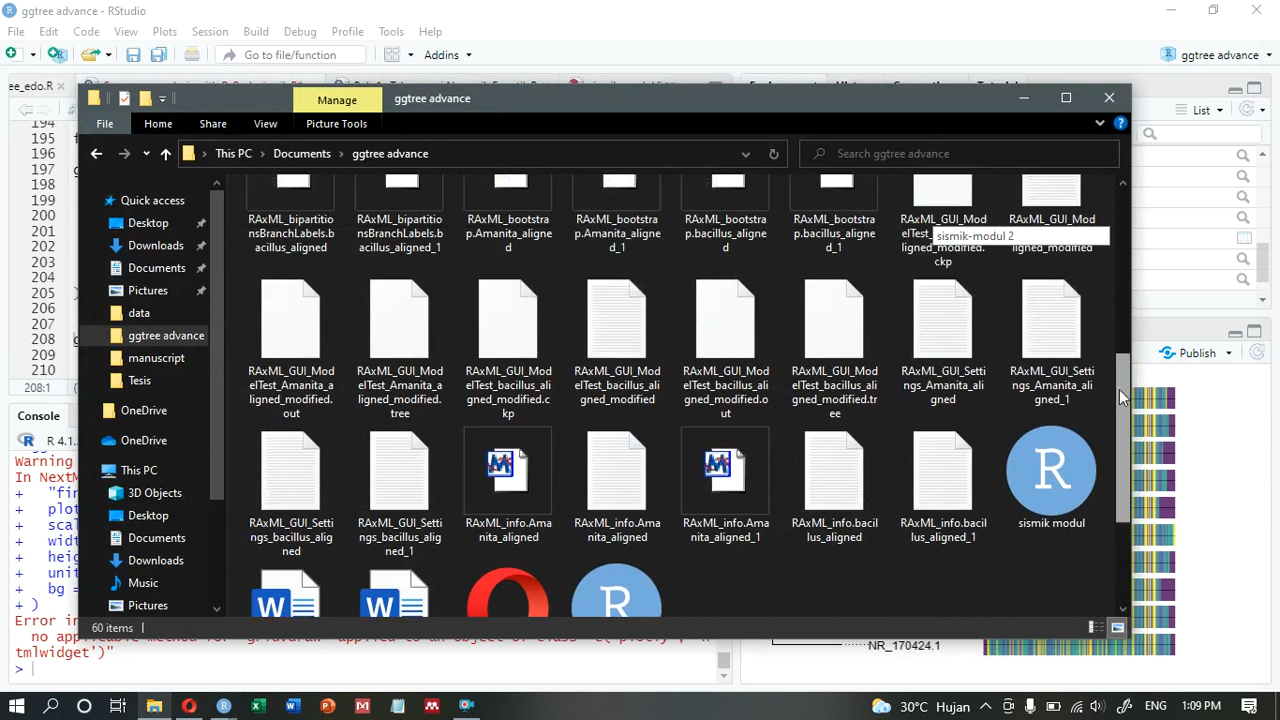 ggtree advance - RStudio
File Edit Code View Plots Session Build Debug Profile Tools Help
Go to file/function
Addins
ggtree advance
ee_edo.R
Manage
ggtree advance
File Home Share View Picture Tools
This PC Documents ggtree advance
Search ggtree advance
List
194
195
196
197
198
199
200
201
202
203
204
205
206
207
208
209
210
208:1
Quick access
Desktop
Downloads
Documents
Pictures
data
ggtree advance
manuscript
Tesis
OneDrive
OneDrive
This PC
3D Objects
Desktop
Documents
Downloads
Music
Pictures
RAxML_bipartitionsBranchLabels.bacillus_aligned
RAxML_bipartitionsBranchLabels.bacillus_aligned_1
RAxML_bootstrap.Amanita_aligned
RAxML_bootstrap.Amanita_aligned_1
RAxML_bootstrap.bacillus_aligned
RAxML_bootstrap.bacillus_aligned_1
RAxML_GUI_Mod
ligned_modified.ckp
RAxML_GUI_Mod
ligned_modified
sismik-modul 2
RAxML_GUI_ModelTest_Amanita_aligned_modified.out
RAxML_GUI_ModelTest_Amanita_aligned_modified.tree
RAxML_GUI_ModelTest_bacillus_aligned_modified.ckp
RAxML_GUI_ModelTest_bacillus_aligned_modified
RAxML_GUI_ModelTest_bacillus_aligned_modified.out
RAxML_GUI_ModelTest_bacillus_aligned_modified.tree
RAxML_GUI_Settings_Amanita_aligned
RAxML_GUI_Settings_Amanita_aligned_1
RAxML_GUI_Settings_bacillus_aligned
RAxML_GUI_Settings_bacillus_aligned_1
RAxML_info.Amanita_aligned
RAxML_info.Amanita_aligned
RAxML_info.Amanita_aligned_1
RAxML_info.bacillus_aligned
RAxML_info.bacillus_aligned_1
sismik modul
60 items
Publish
NR_170424.1
Console
R 4.1.
Warning
In NextM
+ "fi
+ plot
+ scal
+ widt
+ heig
+ unit
+ bg =
+ )
Error in
tmlwidget')"
>
30°C Hujan
ENG 1:09 PM